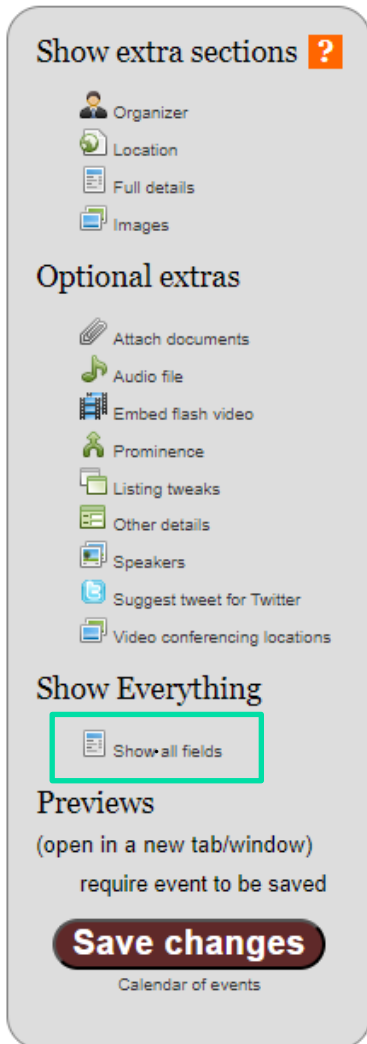 Show extra sections ?
Organizer
Location
Full details
Images
Optional extras
Attach documents
Audio file
Embed flash video
Prominence
Listing tweaks
Other details
Speakers
Suggest tweet for Twitter
Video conferencing locations
Show Everything
Show all fields
Previews
(open in a new tab/window)
require event to be saved
Save changes
Calendar of events